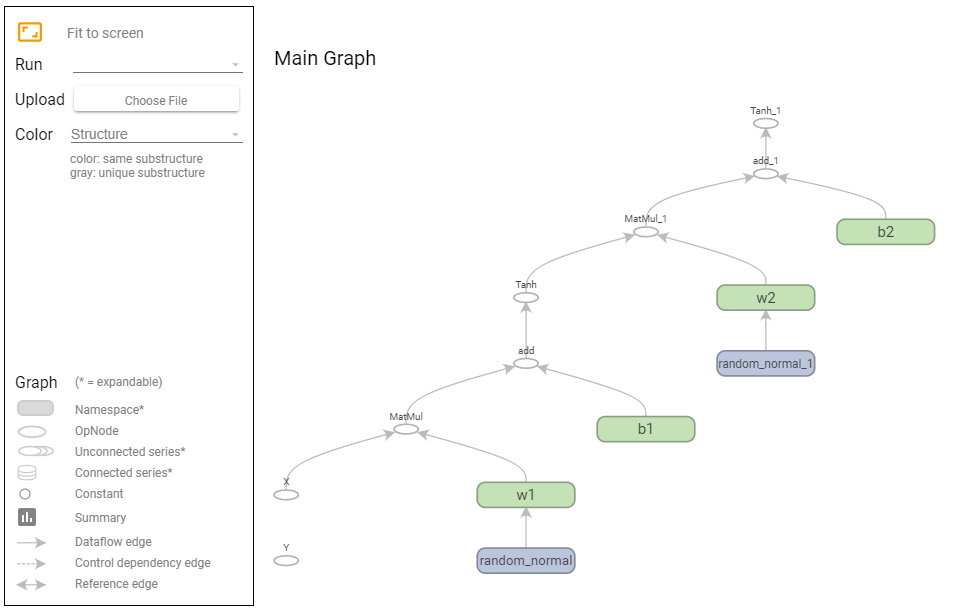 Fit to screen
Run
Upload Choose File
Color Structure
color: same substructure
gray: unique substructure
Graph (* = expandable)
Namespace*
OpNode
Unconnected series*
Connected series*
Constant
Summary
Dataflow edge
Control dependency edge
Reference edge
Main Graph
Tanh_1
add_1
MatMul_1
b2
Tanh
w2
add
random_normal_1
MatMul
b1
X
w1
Y
random_normal